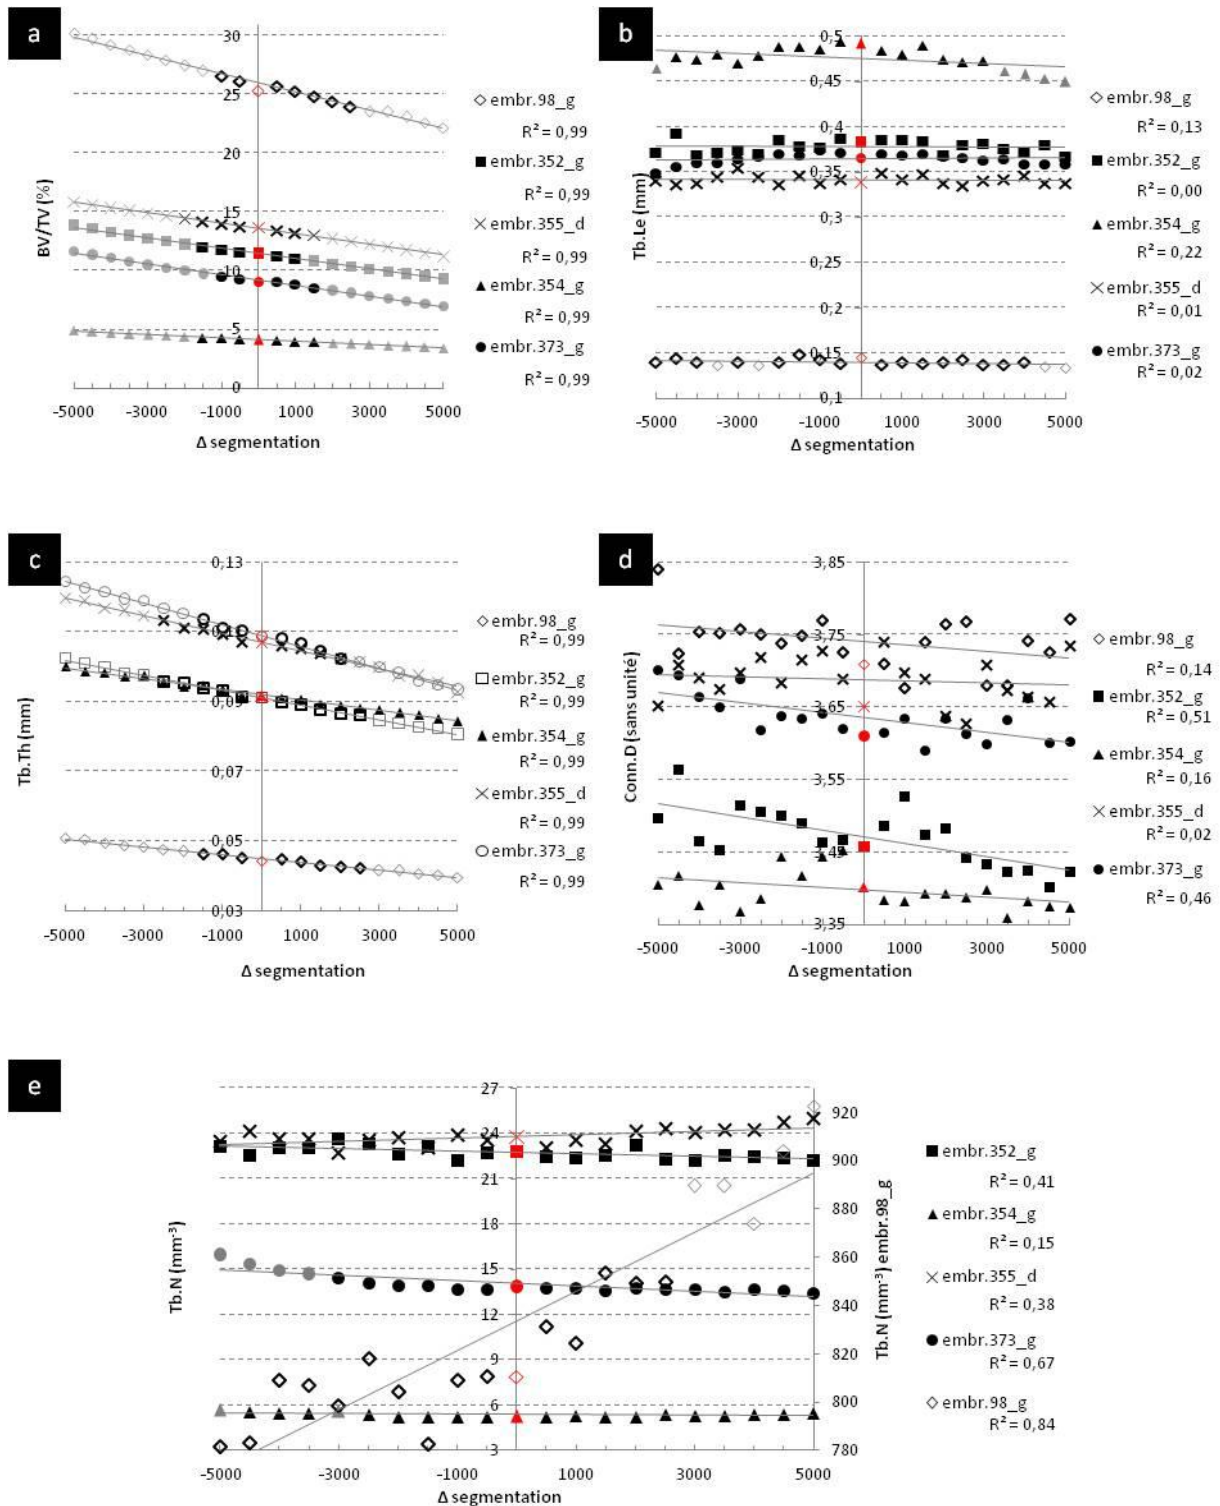 a
30
25
20
15
10
5
0
BV/TV (%)
-5000 -3000 -1000 1000 3000 5000
Δ segmentation
embr.98_g
R² = 0,99
embr.352_g
R² = 0,99
embr.355_d
R² = 0,99
embr.354_g
R² = 0,99
embr.373_g
R² = 0,99
b
0,5
0,45
0,4
0,35
0,3
0,25
0,2
0,15
0,1
Tb.Le (mm)
-5000 -3000 -1000 1000 3000 5000
Δ segmentation
embr.98_g
R² = 0,13
embr.352_g
R² = 0,00
embr.354_g
R² = 0,22
embr.355_d
R² = 0,01
embr.373_g
R² = 0,02
c
0,13
0,11
0,09
0,07
0,05
0,03
Tb.Th (mm)
-5000 -3000 -1000 1000 3000 5000
Δ segmentation
embr.98_g
R² = 0,99
embr.352_g
R² = 0,99
embr.354_g
R² = 0,99
embr.355_d
R² = 0,99
embr.373_g
R² = 0,99
d
3,85
3,75
3,65
3,55
3,45
3,35
Conn.D (sans unité)
-5000 -3000 -1000 1000 3000 5000
Δ segmentation
embr.98_g
R² = 0,14
embr.352_g
R² = 0,51
embr.354_g
R² = 0,16
embr.355_d
R² = 0,02
embr.373_g
R² = 0,46
e
27
24
21
18
15
12
9
6
3
Tb.N (mm⁻³)
920
900
880
860
840
820
800
780
Tb.N (mm⁻³) embr.98_g
-5000 -3000 -1000 1000 3000 5000
Δ segmentation
embr.352_g
R² = 0,41
embr.354_g
R² = 0,15
embr.355_d
R² = 0,38
embr.373_g
R² = 0,67
embr.98_g
R² = 0,84